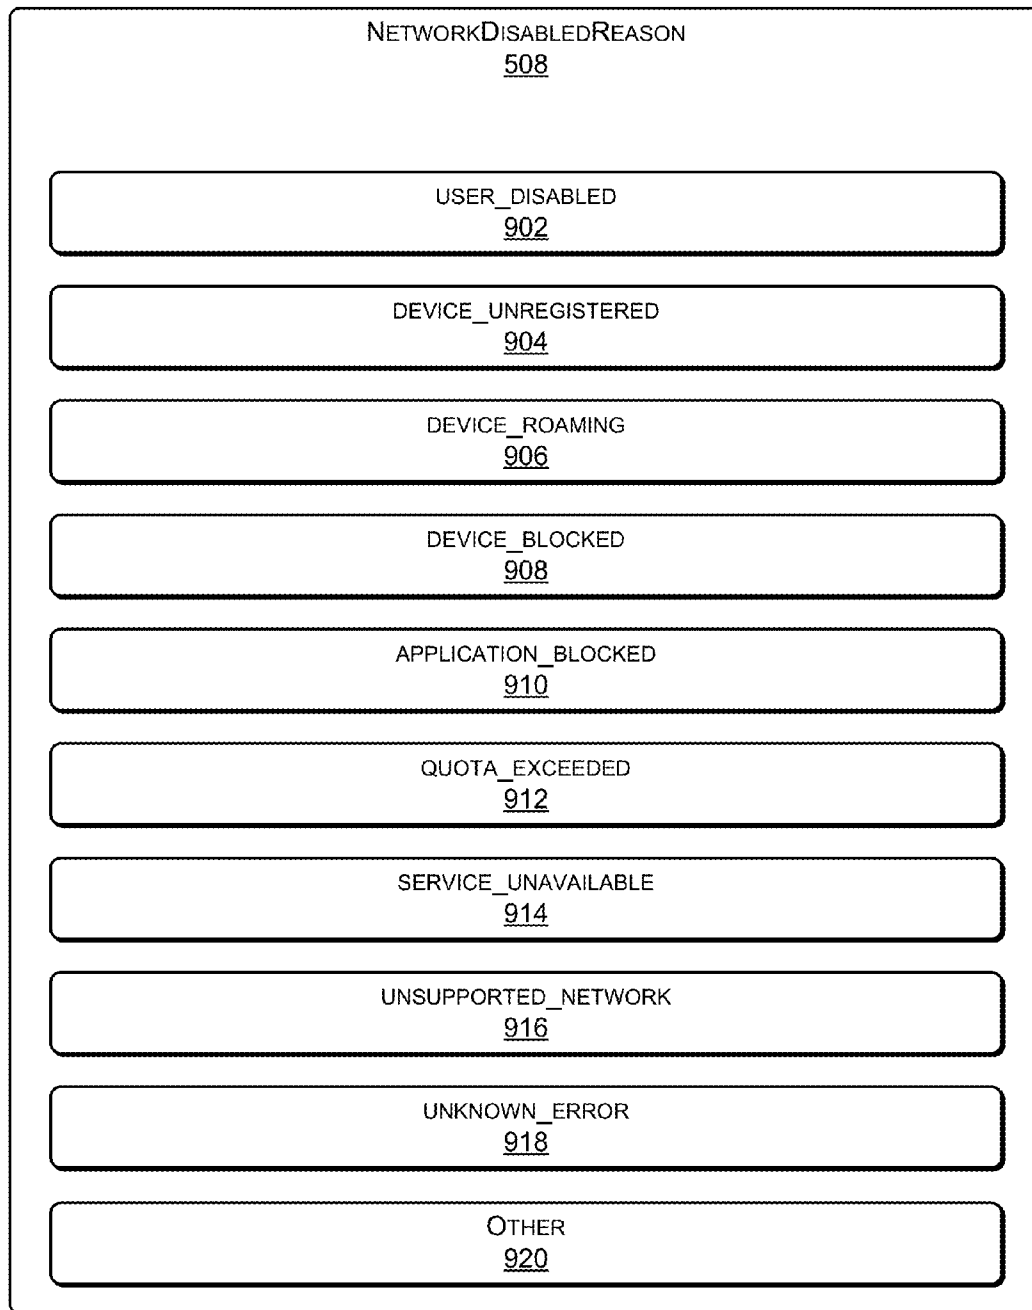 NETWORKDISABLEDREASON
508
USER_DISABLED
902
DEVICE_UNREGISTERED
904
DEVICE_ROAMING
906
DEVICE_BLOCKED
908
APPLICATION_BLOCKED
910
QUOTA_EXCEEDED
912
SERVICE_UNAVAILABLE
914
UNSUPPORTED_NETWORK
916
UNKNOWN_ERROR
918
OTHER
920